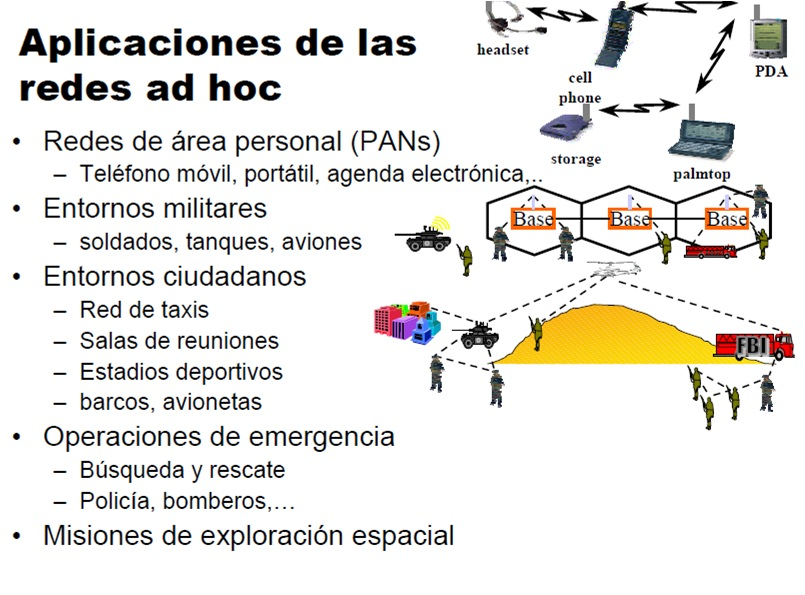 Aplicaciones de las
redes ad hoc
• Redes de área personal (PANs)
– Teléfono móvil, portátil, agenda electrónica,..
• Entornos militares
– soldados, tanques, aviones
• Entornos ciudadanos
– Red de taxis
– Salas de reuniones
– Estadios deportivos
– barcos, avionetas
• Operaciones de emergencia
– Búsqueda y rescate
– Policía, bomberos,…
• Misiones de exploración espacial
headset
cell
phone
PDA
storage
palmtop
Base
Base
Base
FBI